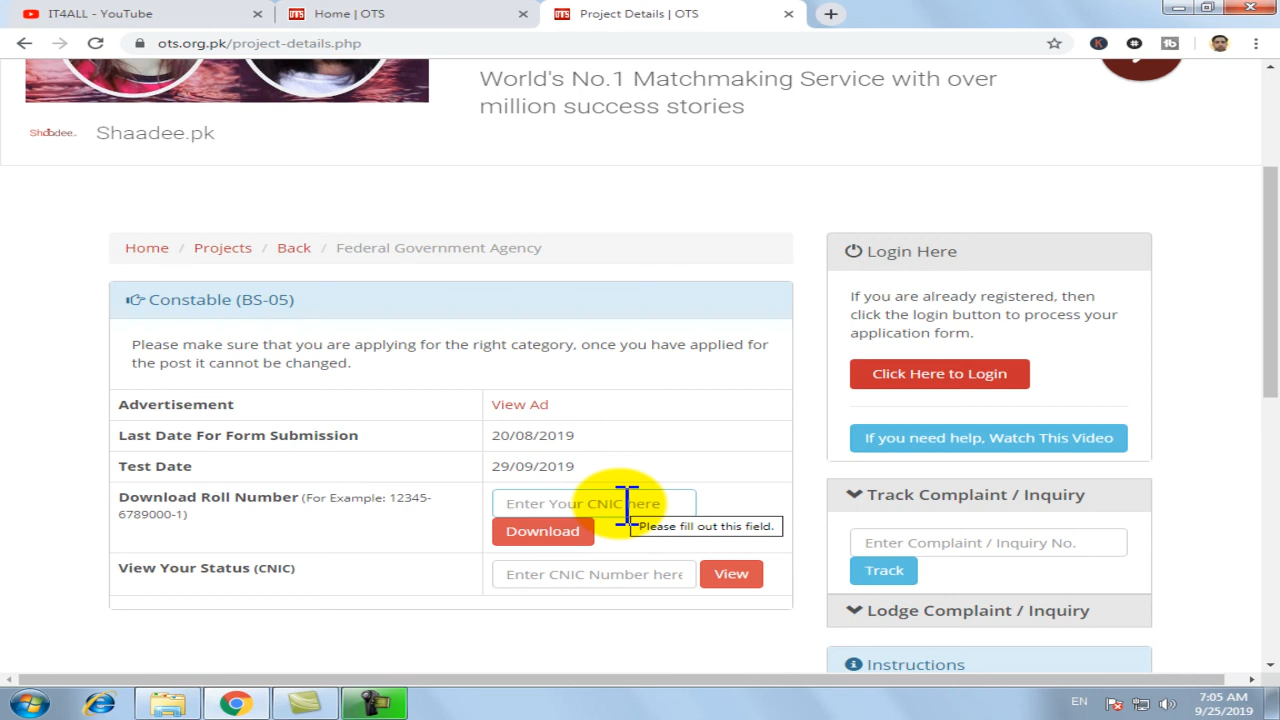 IT4ALL - YouTube
Home | OTS
Project Details | OTS
ots.org.pk/project-details.php
World's No.1 Matchmaking Service with over
million success stories
Shaadee.pk
Home / Projects / Back / Federal Government Agency
Constable (BS-05)
Please make sure that you are applying for the right category, once you have applied for
the post it cannot be changed.
Advertisement View Ad
Last Date For Form Submission 20/08/2019
Test Date 29/09/2019
Download Roll Number (For Example: 12345-
6789000-1)
Enter Your CNIC here
Please fill out this field.
Download
View Your Status (CNIC) Enter CNIC Number here View
Login Here
If you are already registered, then
click the login button to process your
application form.
Click Here to Login
If you need help, Watch This Video
Track Complaint / Inquiry
Enter Complaint / Inquiry No.
Track
Lodge Complaint / Inquiry
Instructions
EN
7:05 AM
9/25/2019